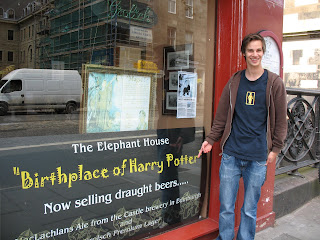 The Elephant House
"Birthplace of Harry Potter"
Now selling draught beers.....
MacLachlans Ale from the Castle brewery in Edinburgh
and
Premium Lager